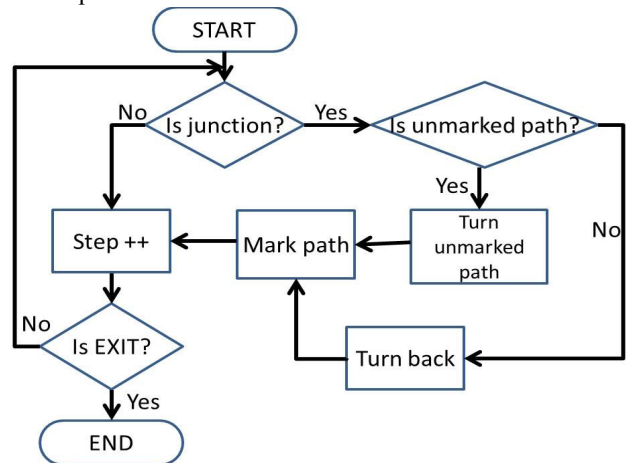 START
No
Is junction?
Yes
Is unmarked path?
Yes
No
Step ++
Mark path
Turn
unmarked
path
No
Is EXIT?
Turn back
Yes
END